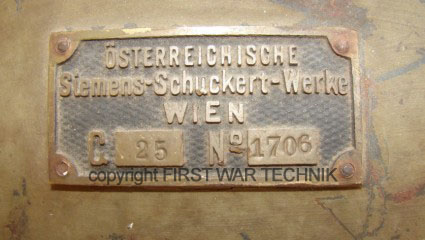 ÖSTERREICHISCHE
Siemens-Schuckert-Werke
WIEN
G. 25 No 1706
copyright FIRST WAR TECHNIK